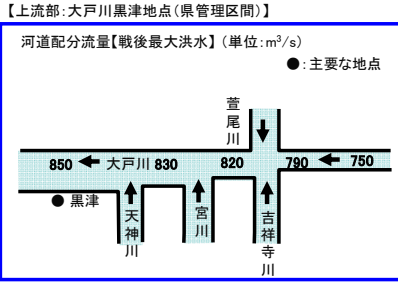 【上流部:大戸川黒津地点(県管理区間)】
河道配分流量【戦後最大洪水】(単位:m³/s)
●:主要な地点
萱尾川
850 大戸川 830 820 790 750
● 黒津
天神川
宮川
吉祥寺川